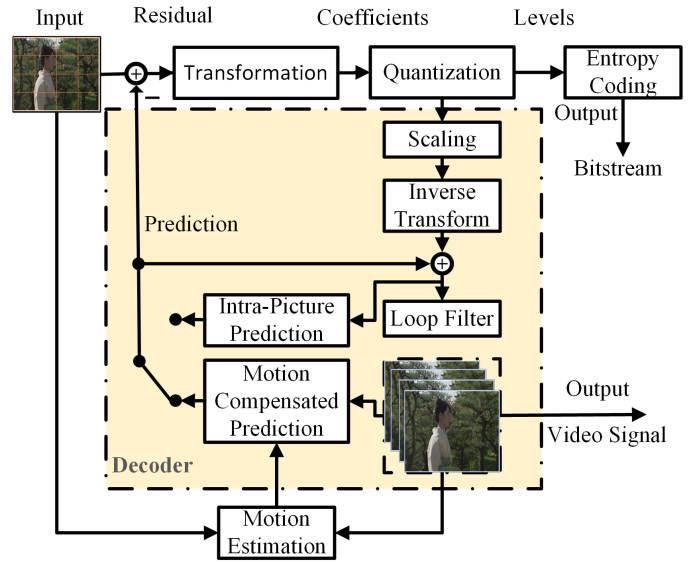 Input
Residual
Coefficients
Levels
Transformation
Quantization
Entropy
Coding
Output
Bitstream
Scaling
Inverse
Transform
Prediction
Intra-Picture
Prediction
Loop Filter
Motion
Compensated
Prediction
Output
Video Signal
Decoder
Motion
Estimation